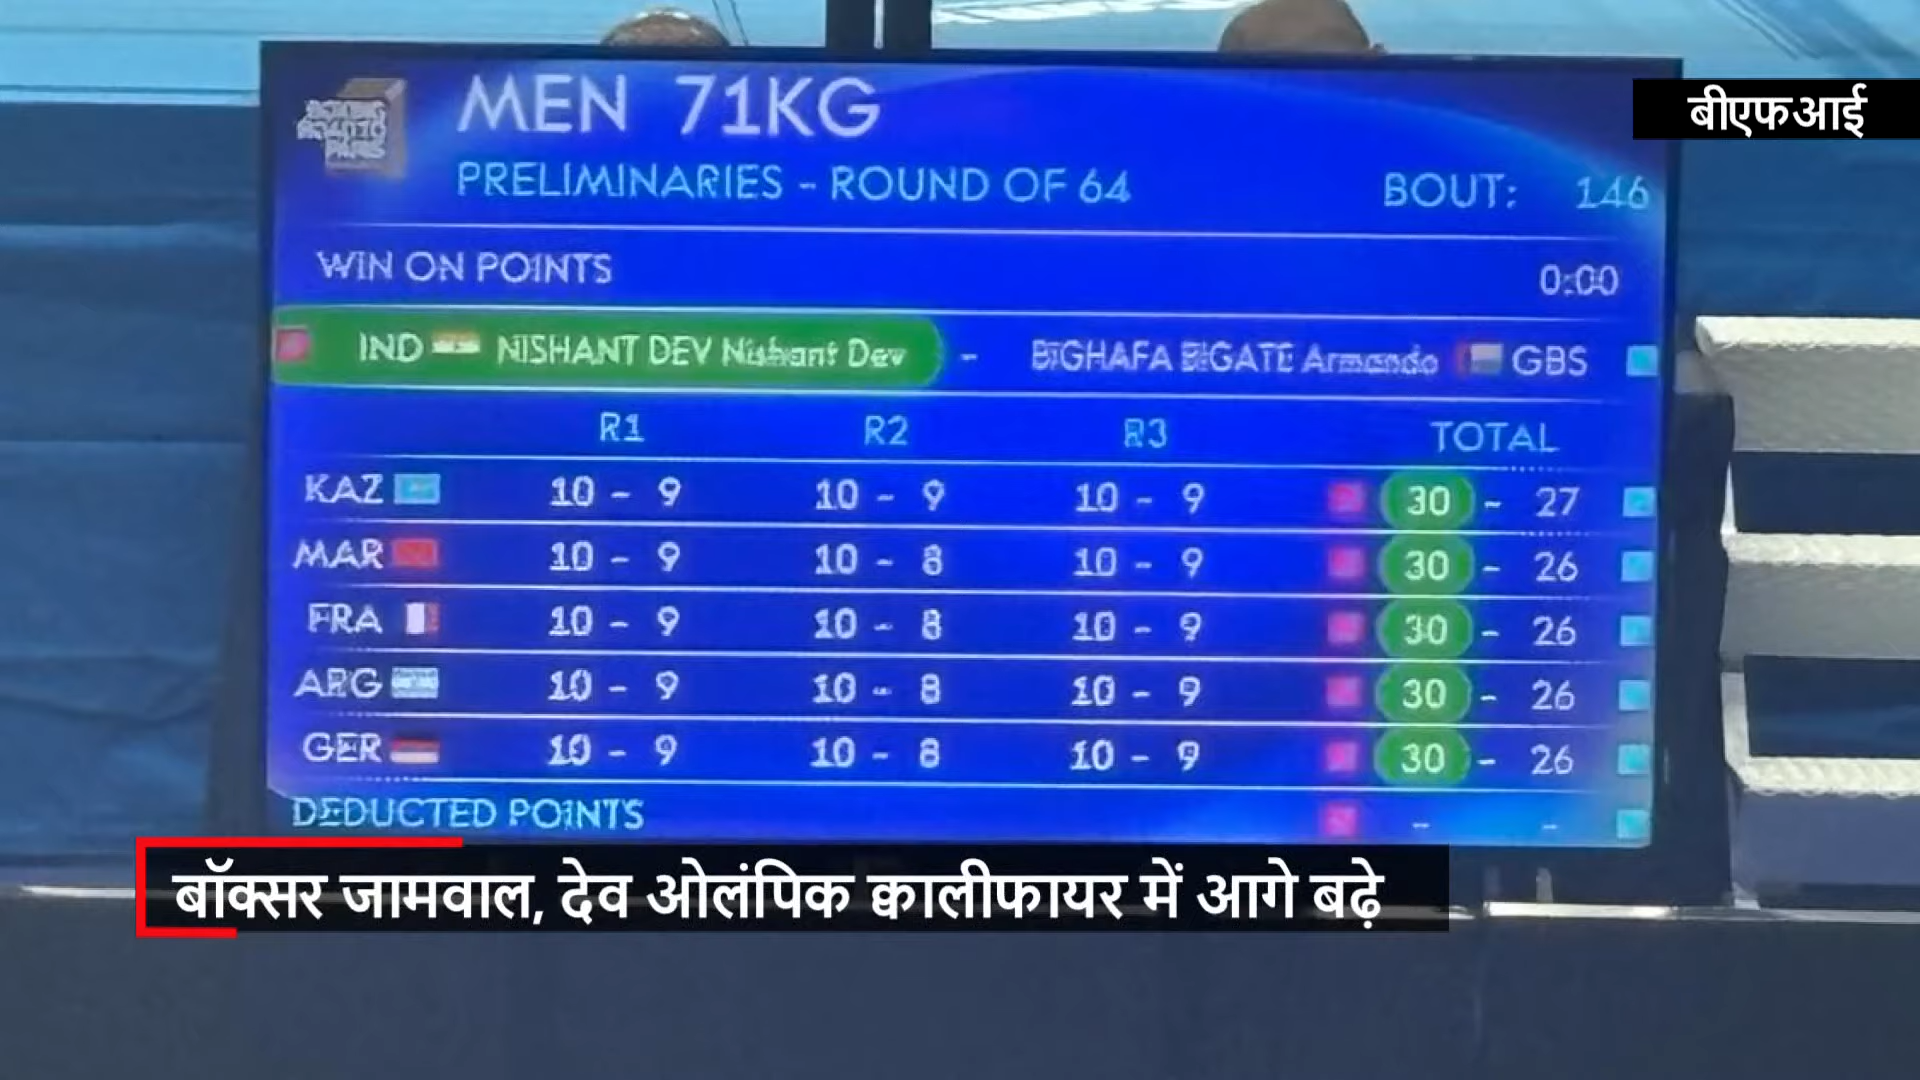 MEN 71KG
बीएफआई
PRELIMINARIES - ROUND OF 64 BOUT: 146
WIN ON POINTS 0:00
IND NISHANT DEV Nishant Dev - BIGHAFA BIGATE Armando GBS
R1 R2 R3 TOTAL
KAZ 10 - 9 10 - 9 10 - 9 30 - 27
MAR 10 - 9 10 - 8 10 - 9 30 - 26
FRA 10 - 9 10 - 8 10 - 9 30 - 26
ARG 10 - 9 10 - 8 10 - 9 30 - 26
GER 10 - 9 10 - 8 10 - 9 30 - 26
DEDUCTED POINTS - -
बॉक्सर जामवाल, देव ओलंपिक क्वालीफायर में आगे बढ़े